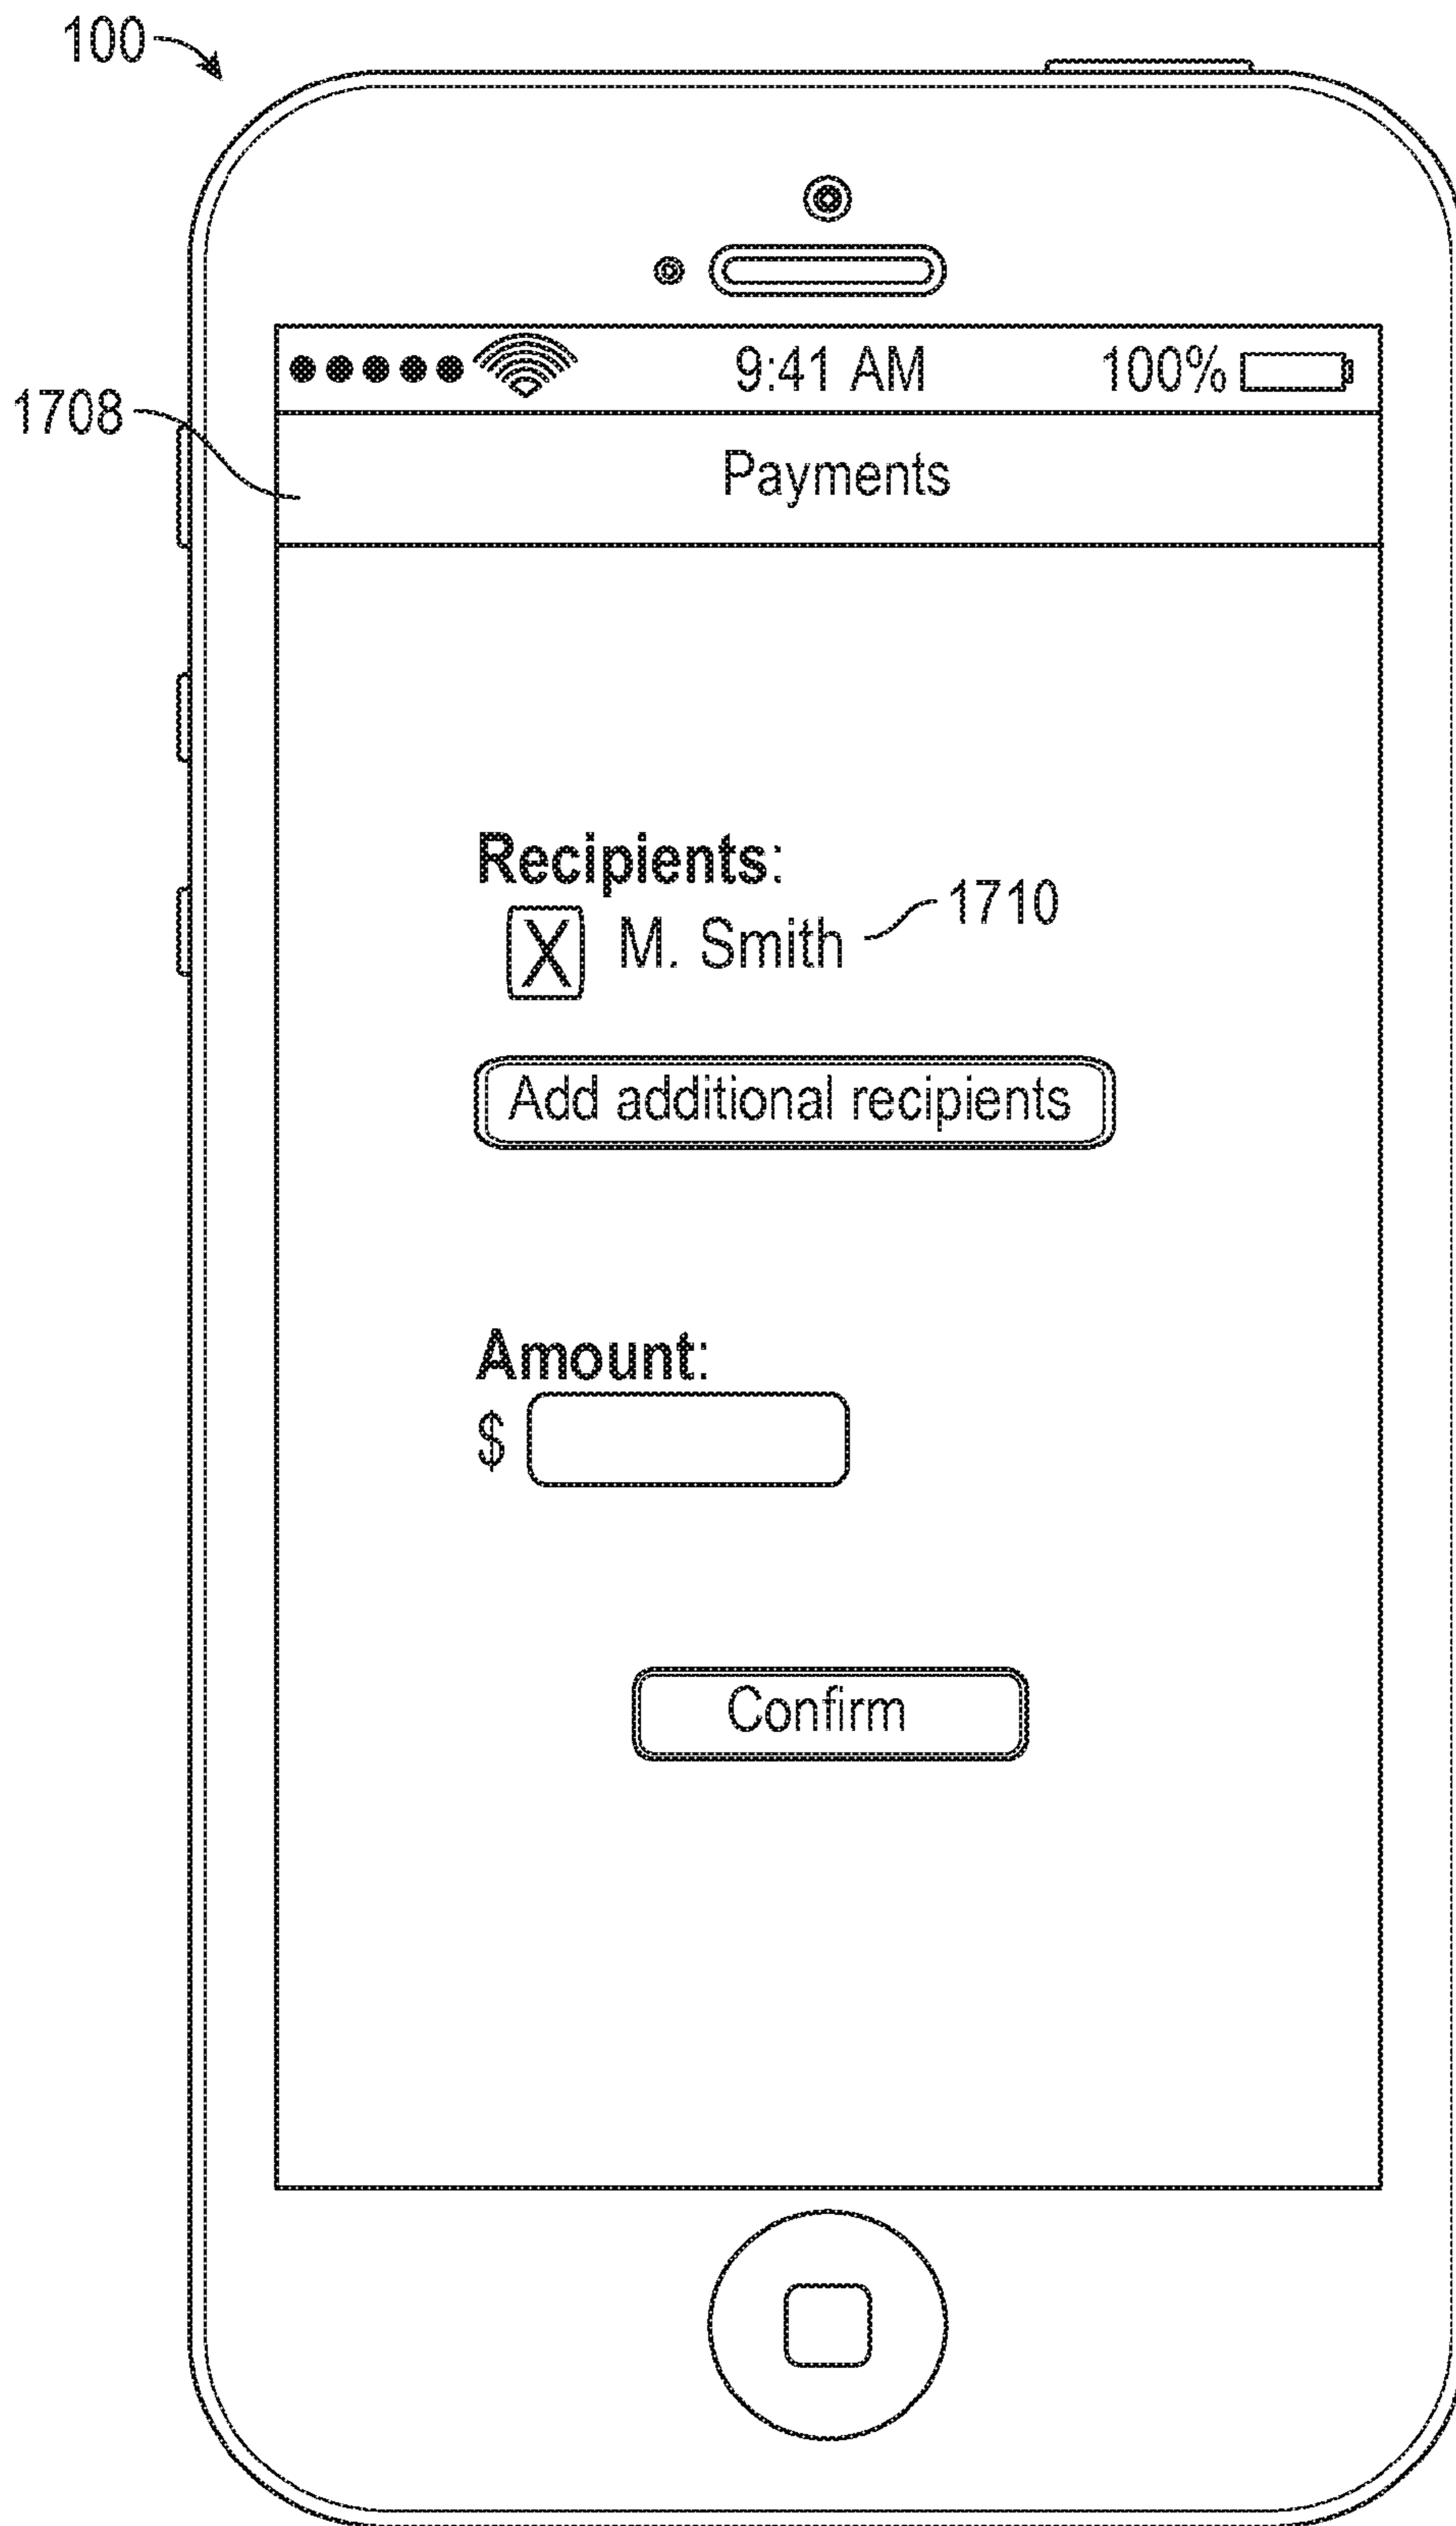 100
9:41 AM 100%
1708
Payments
Recipients:
X M. Smith 1710
Add additional recipients
Amount:
$
Confirm